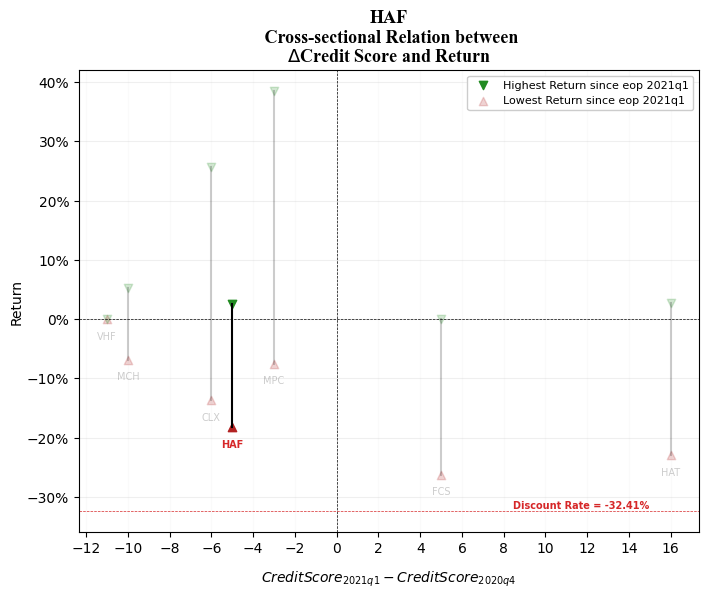 HAF
Cross-sectional Relation between
ΔCredit Score and Return
Highest Return since eop 2021q1
Lowest Return since eop 2021q1
40%
30%
20%
10%
0%
−10%
−20%
−30%
Return
VHF
MCH
CLX
HAF
MPC
FCS
HAT
Discount Rate = -32.41%
−12 −10 −8 −6 −4 −2 0 2 4 6 8 10 12 14 16
CreditScore2021q1 − CreditScore2020q4